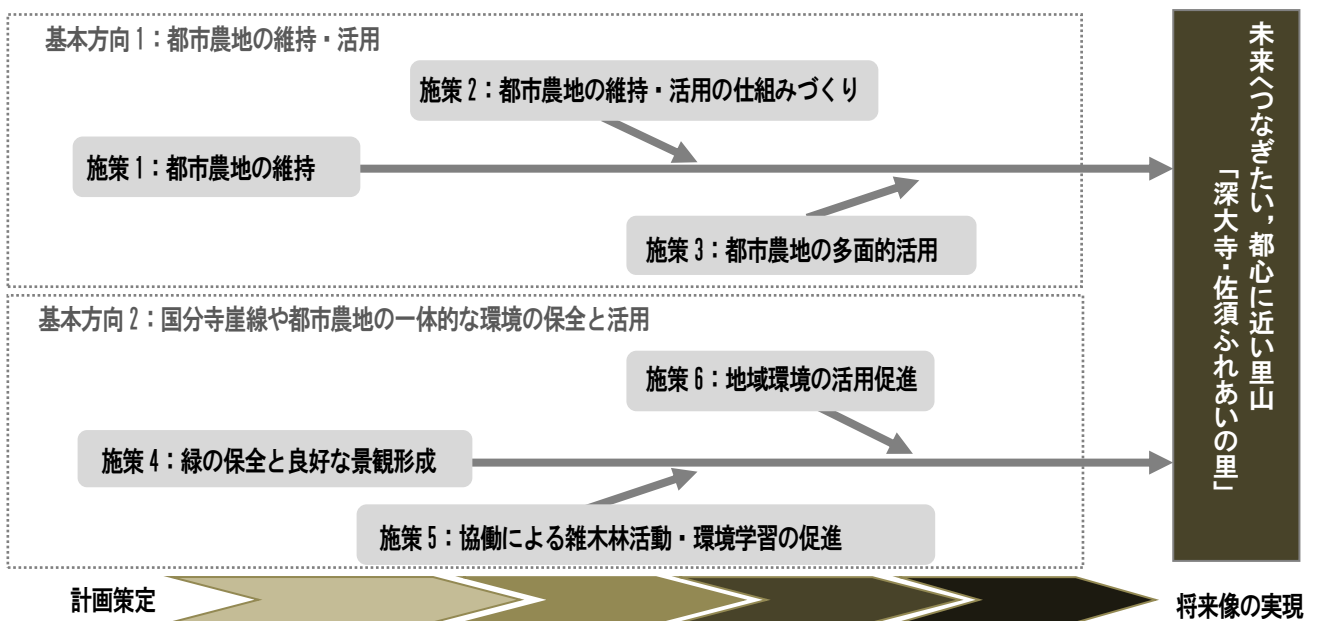 基本方向1:都市農地の維持・活用
施策2:都市農地の維持・活用の仕組みづくり
施策1:都市農地の維持
施策3:都市農地の多面的活用
基本方向2:国分寺崖線や都市農地の一体的な環境の保全と活用
施策6:地域環境の活用促進
施策4:緑の保全と良好な景観形成
施策5:協働による雑木林活動・環境学習の促進
未来へつなぎたい,都心に近い里山
「深大寺・佐須ふれあいの里」
計画策定
将来像の実現